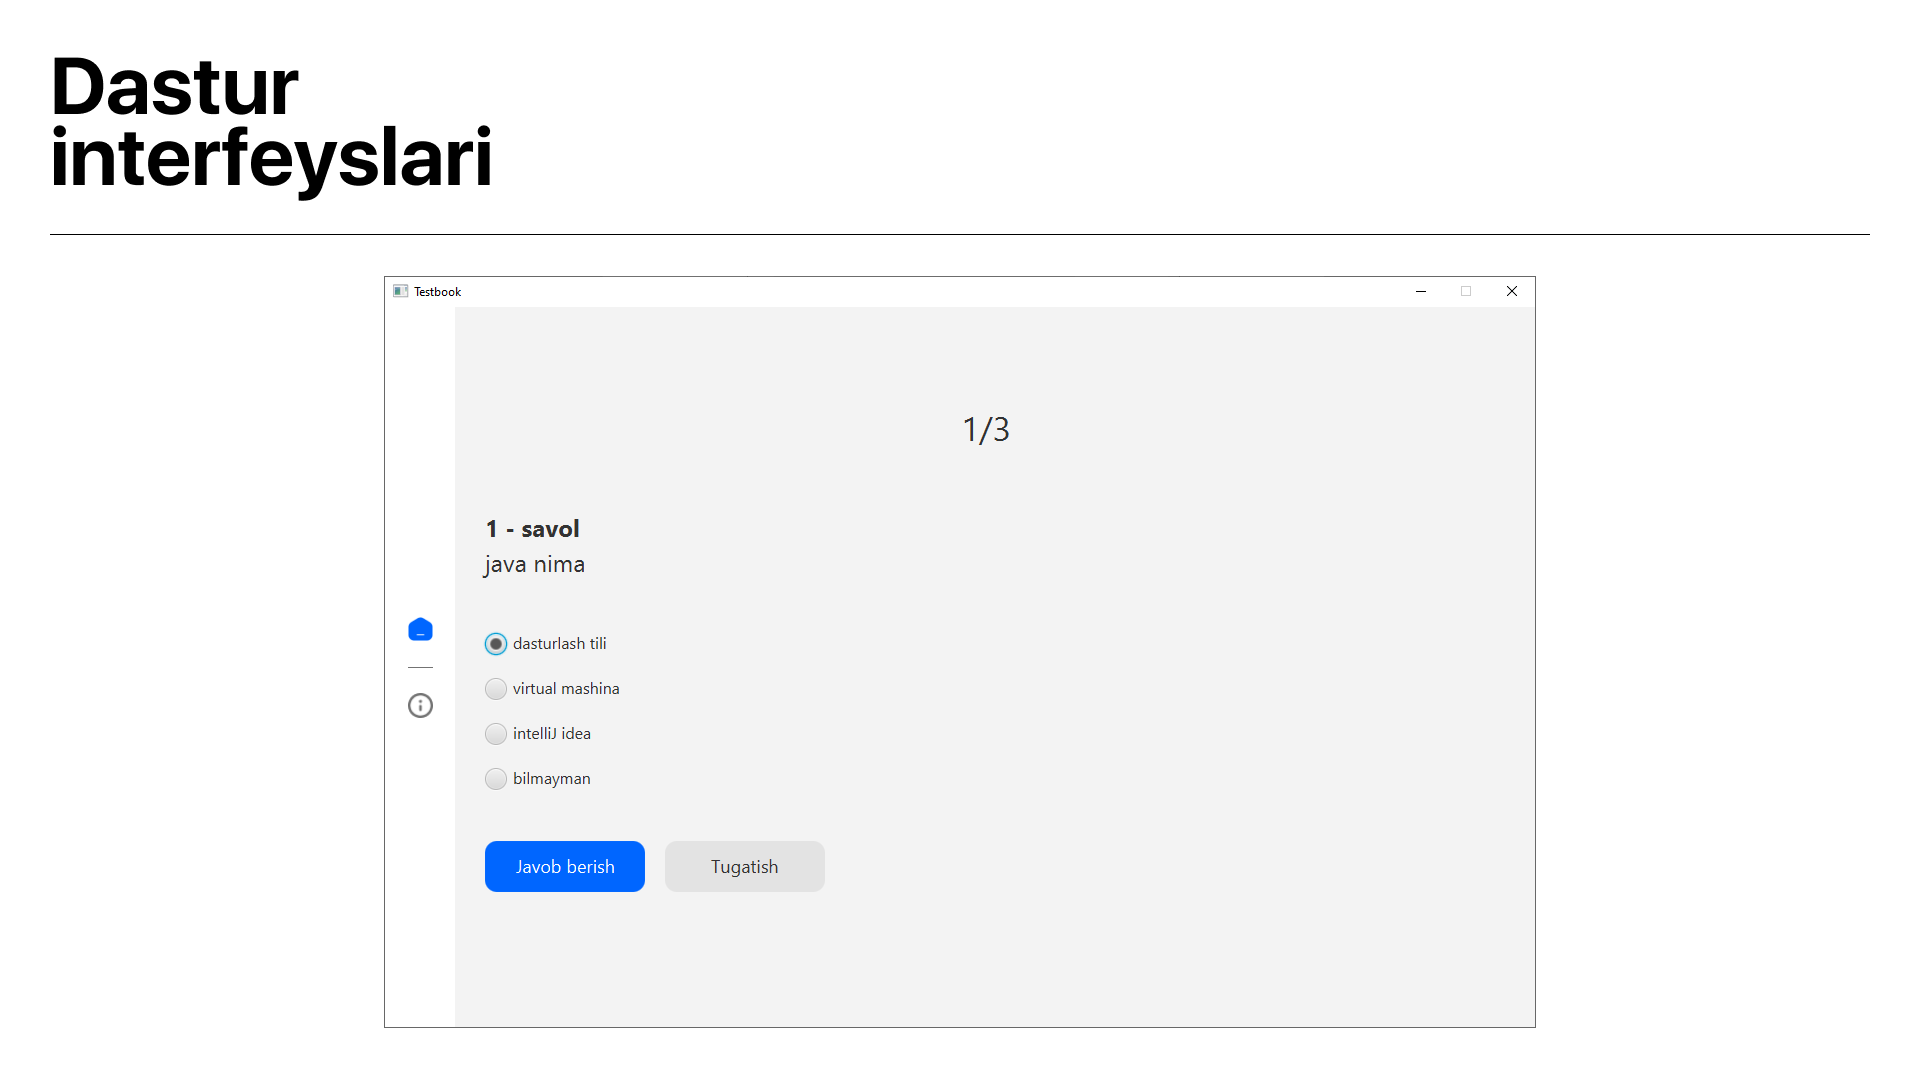 Dastur
interfeyslari
Testbook
1/3
1 - savol
java nima
dasturlash tili
virtual mashina
intelliJ idea
bilmayman
Javob berish
Tugatish